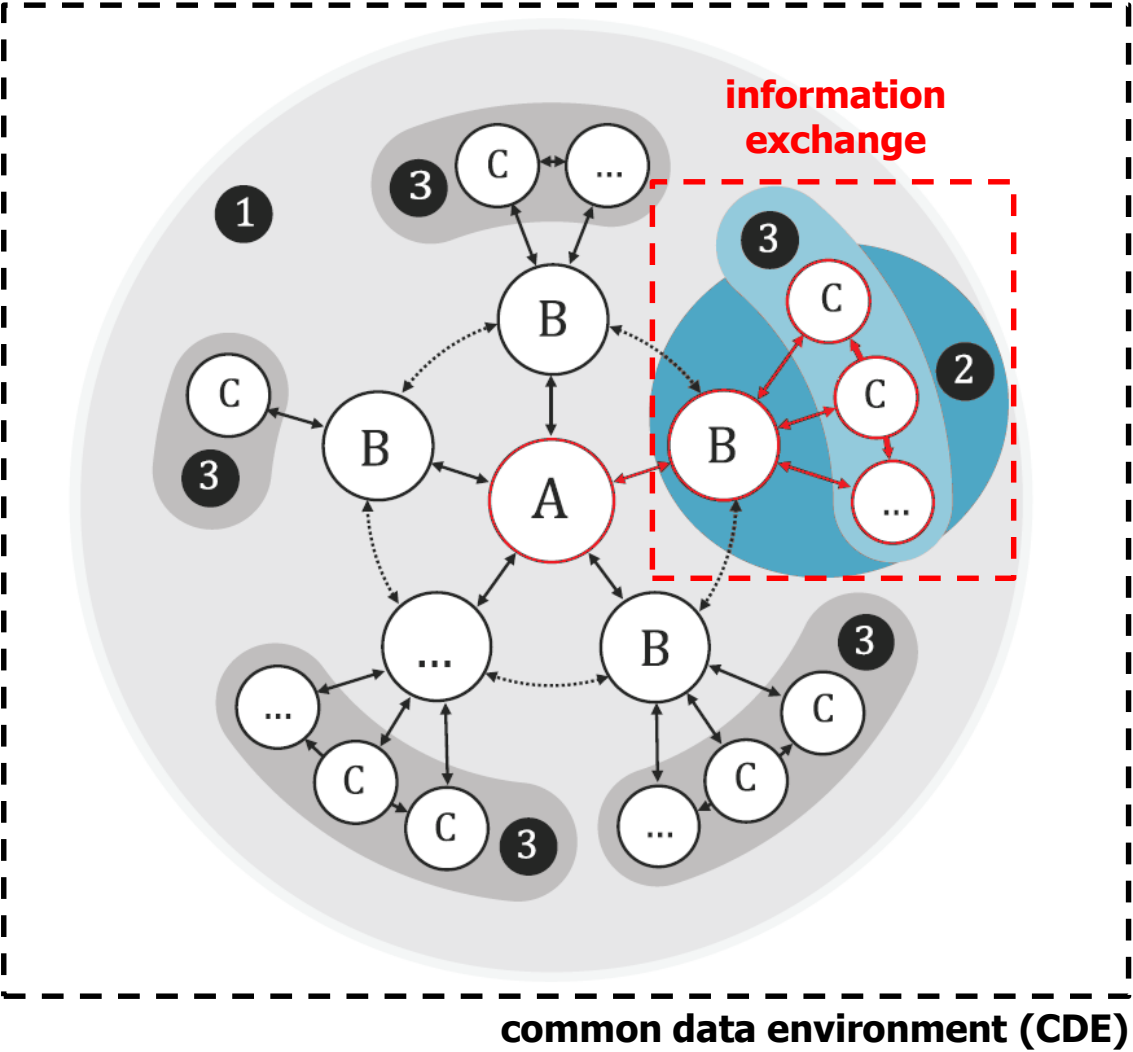 information
exchange
3
C
...
1
3
C
2
B
C
C
B
B
3
A
...
...
B
3
...
C
C
C
C
...
3
common data environment (CDE)